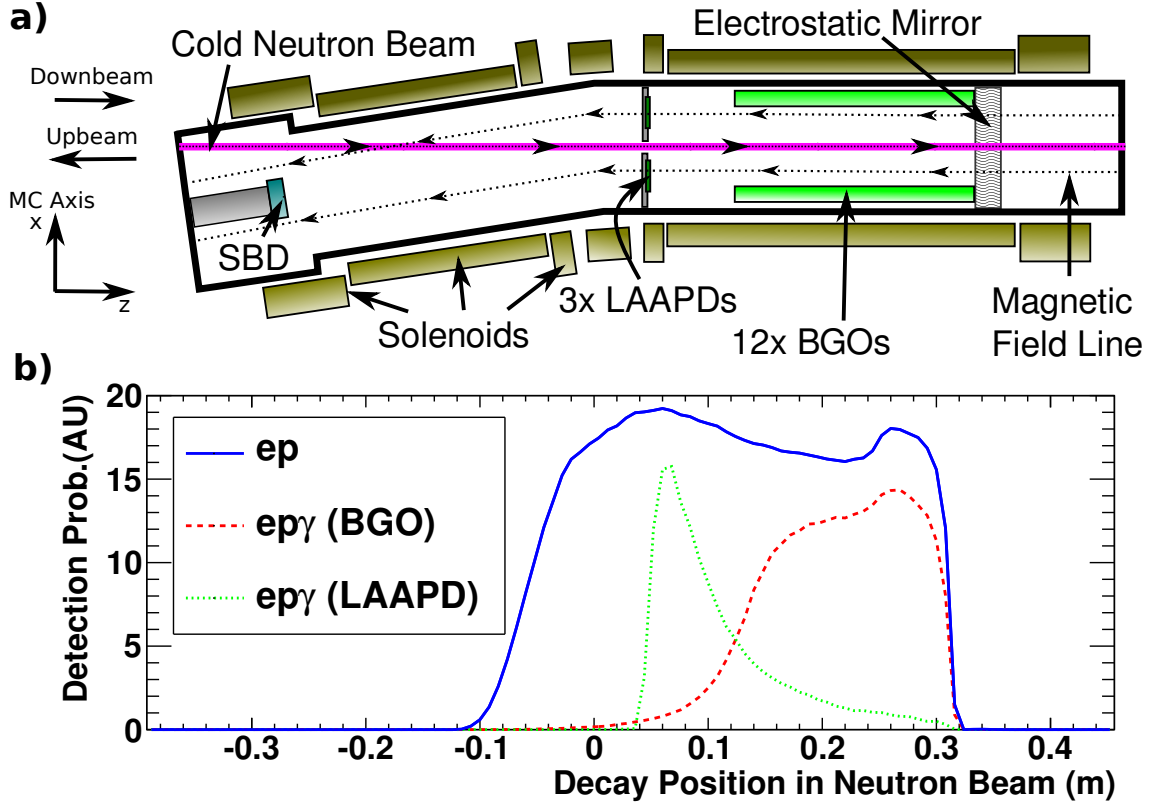 a)
Cold Neutron Beam
Electrostatic Mirror
Downbeam
Upbeam
MC Axis
x
z
SBD
Solenoids
3x LAAPDs
12x BGOs
Magnetic
Field Line
b)
Detection Prob.(AU)
20
15
10
5
0
ep
epγ (BGO)
epγ (LAAPD)
-0.3 -0.2 -0.1 0 0.1 0.2 0.3 0.4
Decay Position in Neutron Beam (m)